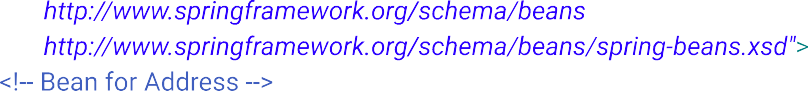 http://www.springframework.org/schema/beans
http://www.springframework.org/schema/beans/spring-beans.xsd">
<!-- Bean for Address -->